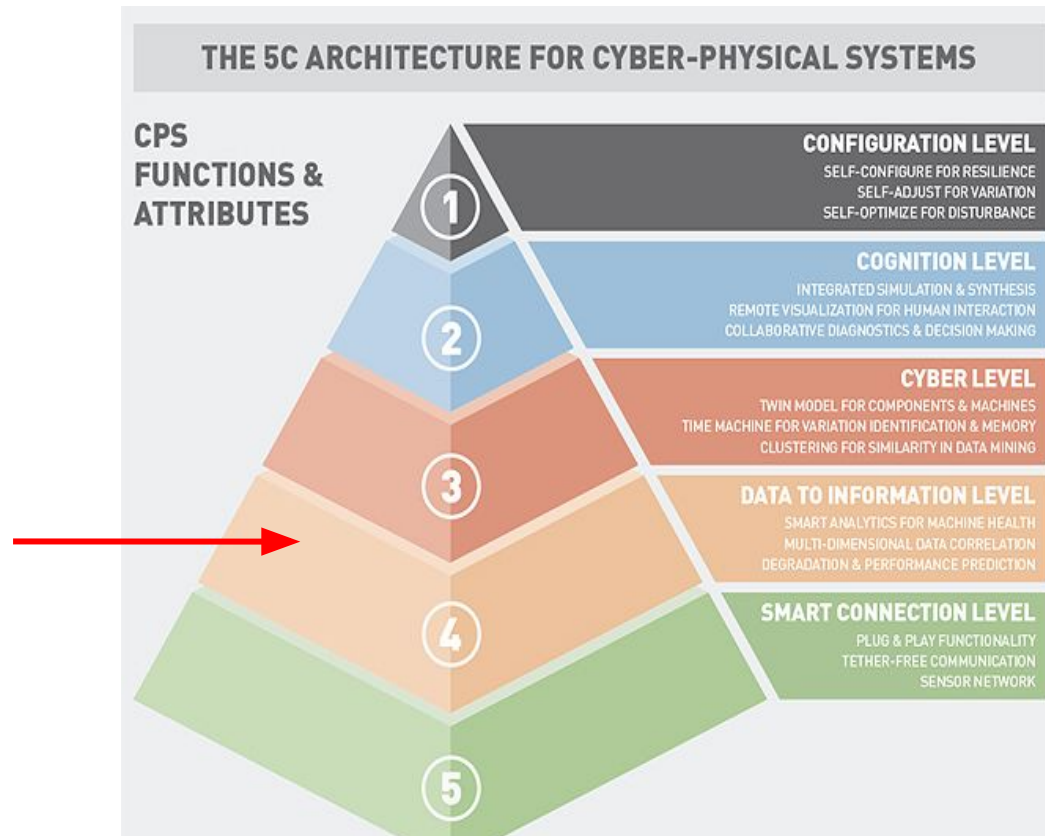 THE 5C ARCHITECTURE FOR CYBER-PHYSICAL SYSTEMS
CPS
FUNCTIONS &
ATTRIBUTES
1
CONFIGURATION LEVEL
SELF-CONFIGURE FOR RESILIENCE
SELF-ADJUST FOR VARIATION
SELF-OPTIMIZE FOR DISTURBANCE
2
COGNITION LEVEL
INTEGRATED SIMULATION & SYNTHESIS
REMOTE VISUALIZATION FOR HUMAN INTERACTION
COLLABORATIVE DIAGNOSTICS & DECISION MAKING
3
CYBER LEVEL
TWIN MODEL FOR COMPONENTS & MACHINES
TIME MACHINE FOR VARIATION IDENTIFICATION & MEMORY
CLUSTERING FOR SIMILARITY IN DATA MINING
4
DATA TO INFORMATION LEVEL
SMART ANALYTICS FOR MACHINE HEALTH
MULTI-DIMENSIONAL DATA CORRELATION
DEGRADATION & PERFORMANCE PREDICTION
5
SMART CONNECTION LEVEL
PLUG & PLAY FUNCTIONALITY
TETHER-FREE COMMUNICATION
SENSOR NETWORK